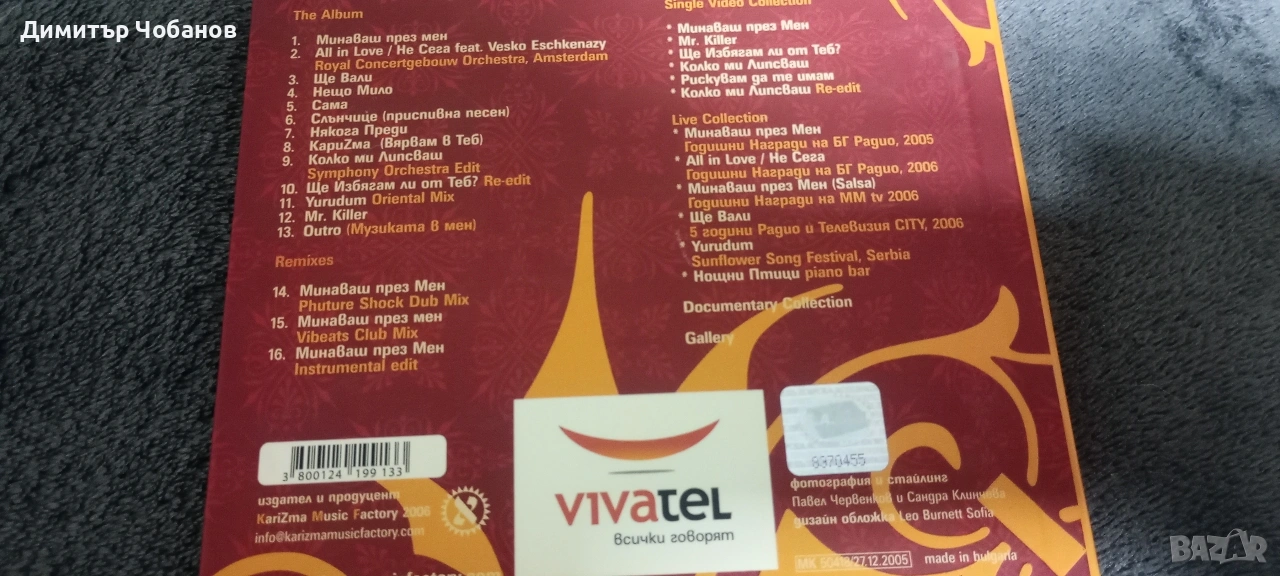 Димитър Чобанов
The Album
1. Минаваш през мен
2. All in Love / Не Сега feat. Vesko Eschkenazy
Royal Concertgebouw Orchestra, Amsterdam
3. Ще Вали
4. Нещо Мило
5. Сама
6. Слънчице (приспивна песен)
7. Някога Преди
8. КариZма (Вярвам в Теб)
9. Колко ми Липсваш
Symphony Orchestra Edit
10. Ще Избягам ли от Теб? Re-edit
11. Yurudum Oriental Mix
12. Mr. Killer
13. Outro (Музиката в мен)
Remixes
14. Минаваш през Мен
Phuture Shock Dub Mix
15. Минаваш през мен
Vibeats Club Mix
16. Минаваш през Мен
Instrumental edit
3 800124 199133
издател и продуцент
KariZma Music Factory 2006
info@karizmamusicfactory.com
Single Video Collection
* Минаваш през Мен
* Mr. Killer
* Ще Избягам ли от Теб?
* Колко ми Липсваш
* Рискувам да те имам
* Колко ми Липсваш Re-edit
Live Collection
* Минаваш през Мен
Годишни Награди на БГ Радио, 2005
* All in Love / Не Сега
Годишни Награди на БГ Радио, 2006
* Минаваш през Мен (Salsa)
Годишни Награди на MM tv 2006
* Ще Вали
5 години Радио и Телевизия CITY, 2006
* Yurudum
Sunflower Song Festival, Serbia
* Нощни Птици piano bar
Documentary Collection
Gallery
vivatel
всички говорят
фотография и стайлинг
Павел Червенков и Сандра Клинчева
дизайн обложка Leo Burnett Sofia
made in bulgaria
BAZAR